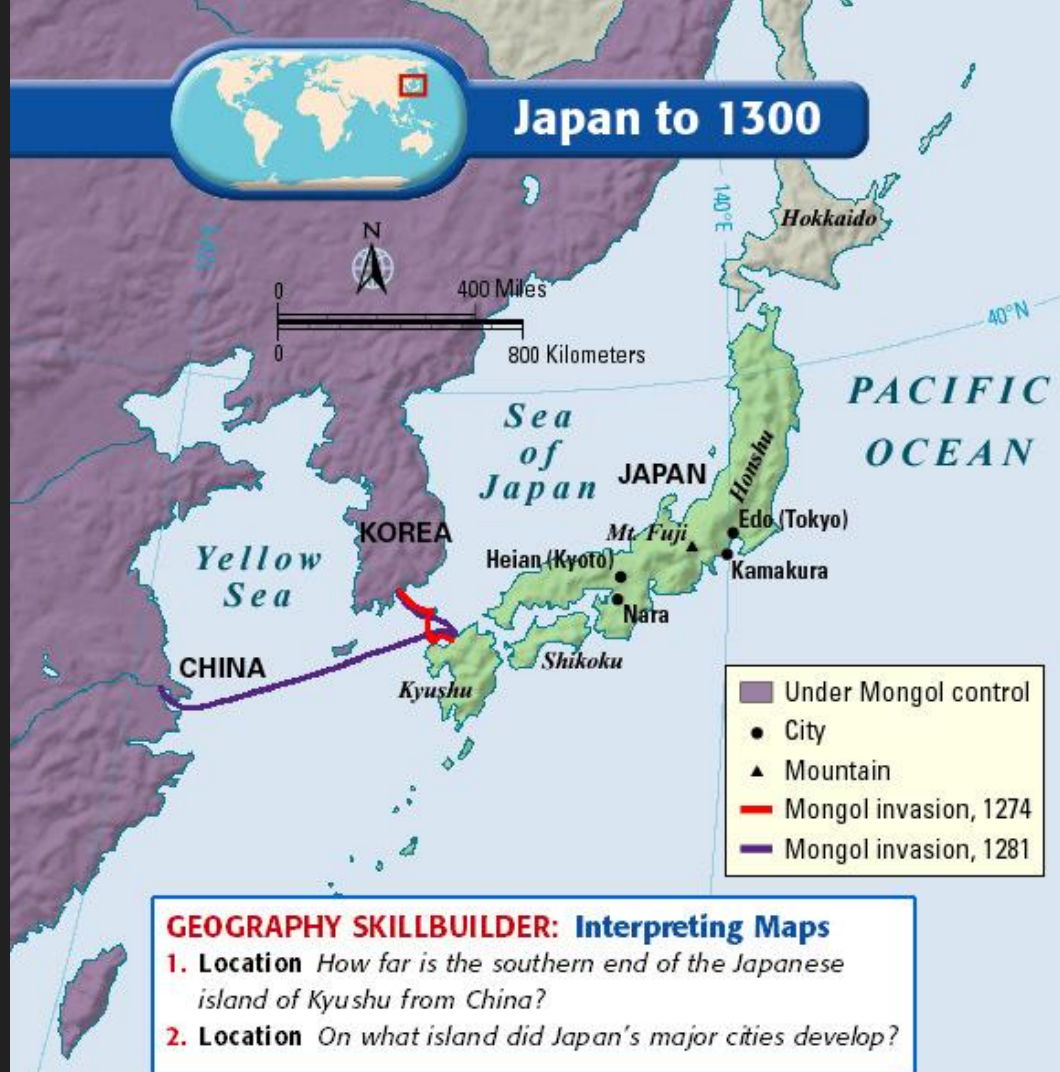 Japan to 1300
140°E
Hokkaido
N
0
400 Miles
0
800 Kilometers
40°N
PACIFIC
OCEAN
Sea
of
Japan
JAPAN
Honshu
KOREA
Mt. Fuji
Edo (Tokyo)
Yellow
Sea
Heian (Kyoto)
Kamakura
Nara
CHINA
Shikoku
Kyushu
Under Mongol control
City
Mountain
Mongol invasion, 1274
Mongol invasion, 1281
GEOGRAPHY SKILLBUILDER: Interpreting Maps
1. Location How far is the southern end of the Japanese
island of Kyushu from China?
2. Location On what island did Japan's major cities develop?